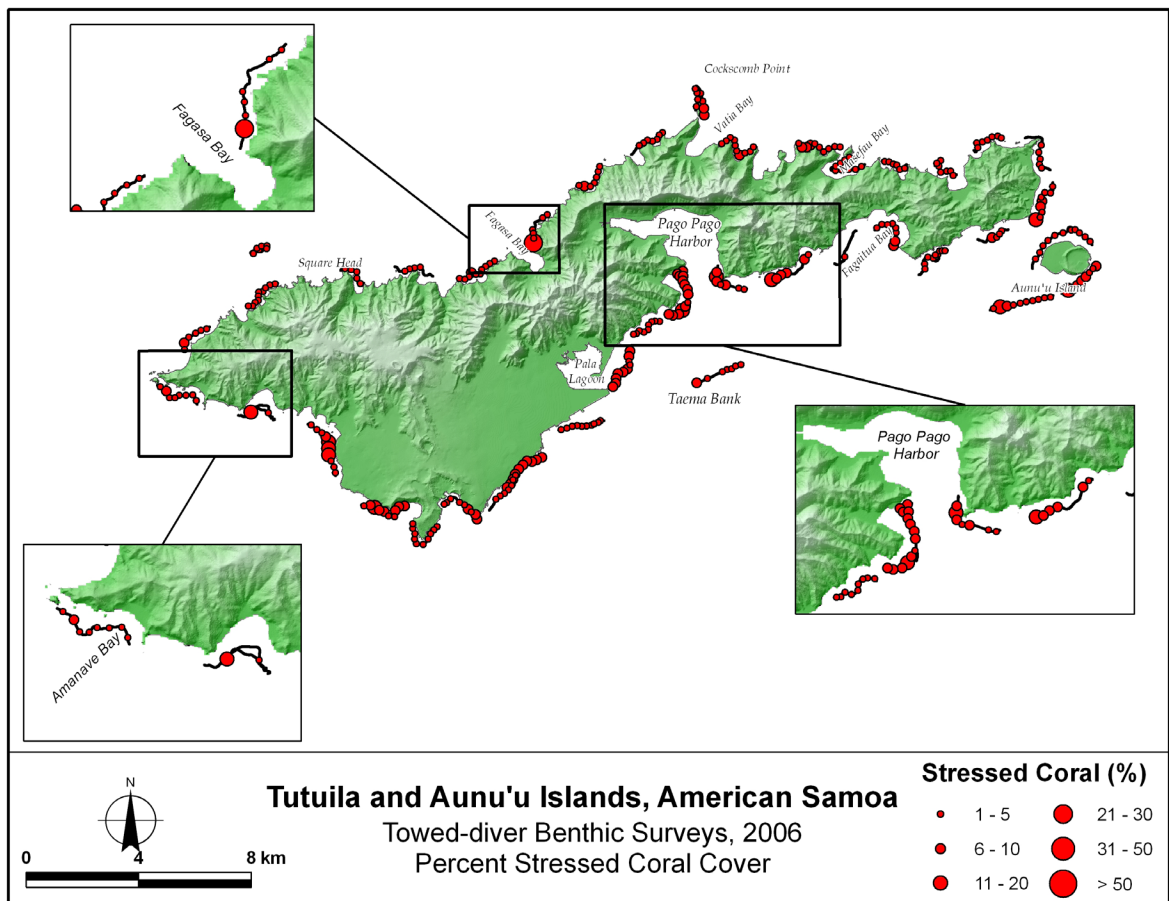 Cockscomb Point
Vatia Bay
Masefau Bay
Fagasa Bay
Fagasa Bay
Pago Pago
Harbor
Fagaitua Bay
Square Head
Aunu'u Island
Pala
Lagoon
Taema Bank
Pago Pago
Harbor
Amanave Bay
N
0 4 8 km
Tutuila and Aunu'u Islands, American Samoa
Towed-diver Benthic Surveys, 2006
Percent Stressed Coral Cover
Stressed Coral (%)
1 - 5
6 - 10
11 - 20
21 - 30
31 - 50
> 50